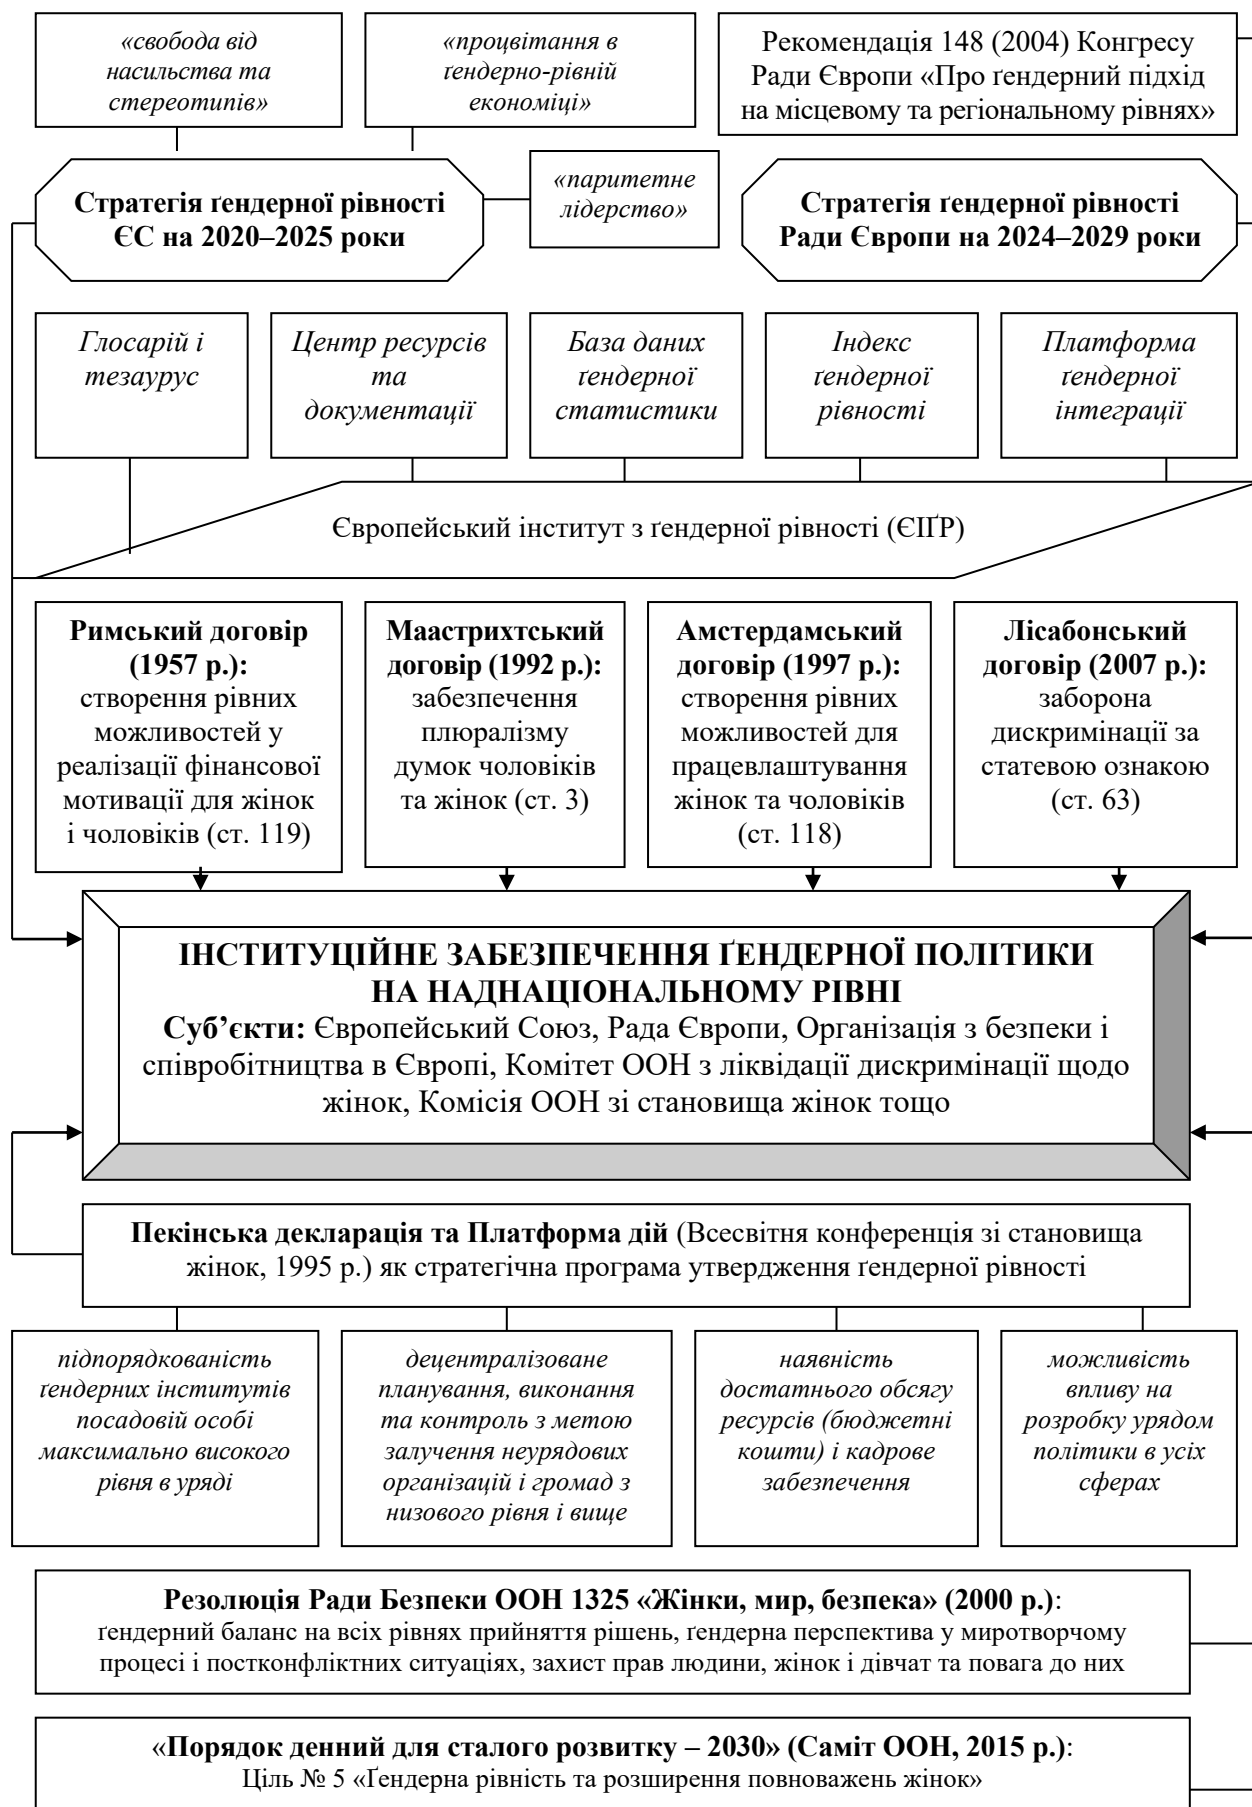 «свобода від
насильства та
стереотипів»
«процвітання в
ґендерно-рівній
економіці»
Рекомендація 148 (2004) Конгресу
Ради Європи «Про ґендерний підхід
на місцевому та регіональному рівнях»
Стратегія ґендерної рівності
ЄС на 2020–2025 роки
«паритетне
лідерство»
Стратегія ґендерної рівності
Ради Європи на 2024–2029 роки
Глосарій і
тезаурус
Центр ресурсів
та
документації
База даних
ґендерної
статистики
Індекс
ґендерної
рівності
Платформа
ґендерної
інтеграції
Європейський інститут з ґендерної рівності (ЄІҐР)
Римський договір
(1957 р.):
створення рівних
можливостей у
реалізації фінансової
мотивації для жінок
і чоловіків (ст. 119)
Маастрихтський
договір (1992 р.):
забезпечення
плюралізму
думок чоловіків
та жінок (ст. 3)
Амстердамський
договір (1997 р.):
створення рівних
можливостей для
працевлаштування
жінок та чоловіків
(ст. 118)
Лісабонський
договір (2007 р.):
заборона
дискримінації за
статевою ознакою
(ст. 63)
ІНСТИТУЦІЙНЕ ЗАБЕЗПЕЧЕННЯ ҐЕНДЕРНОЇ ПОЛІТИКИ
НА НАДНАЦІОНАЛЬНОМУ РІВНІ
Суб’єкти: Європейський Союз, Рада Європи, Організація з безпеки і
співробітництва в Європі, Комітет ООН з ліквідації дискримінації щодо
жінок, Комісія ООН зі становища жінок тощо
Пекінська декларація та Платформа дій (Всесвітня конференція зі становища
жінок, 1995 р.) як стратегічна програма утвердження ґендерної рівності
підпорядкованість
ґендерних інститутів
посадовій особі
максимально високого
рівня в уряді
децентралізоване
планування, виконання
та контроль з метою
залучення неурядових
організацій і громад з
низового рівня і вище
наявність
достатнього обсягу
ресурсів (бюджетні
кошти) і кадрове
забезпечення
можливість
впливу на
розробку урядом
політики в усіх
сферах
Резолюція Ради Безпеки ООН 1325 «Жінки, мир, безпека» (2000 р.):
ґендерний баланс на всіх рівнях прийняття рішень, ґендерна перспектива у миротворчому
процесі і постконфліктних ситуаціях, захист прав людини, жінок і дівчат та повага до них
«Порядок денний для сталого розвитку – 2030» (Саміт ООН, 2015 р.):
Ціль № 5 «Ґендерна рівність та розширення повноважень жінок»